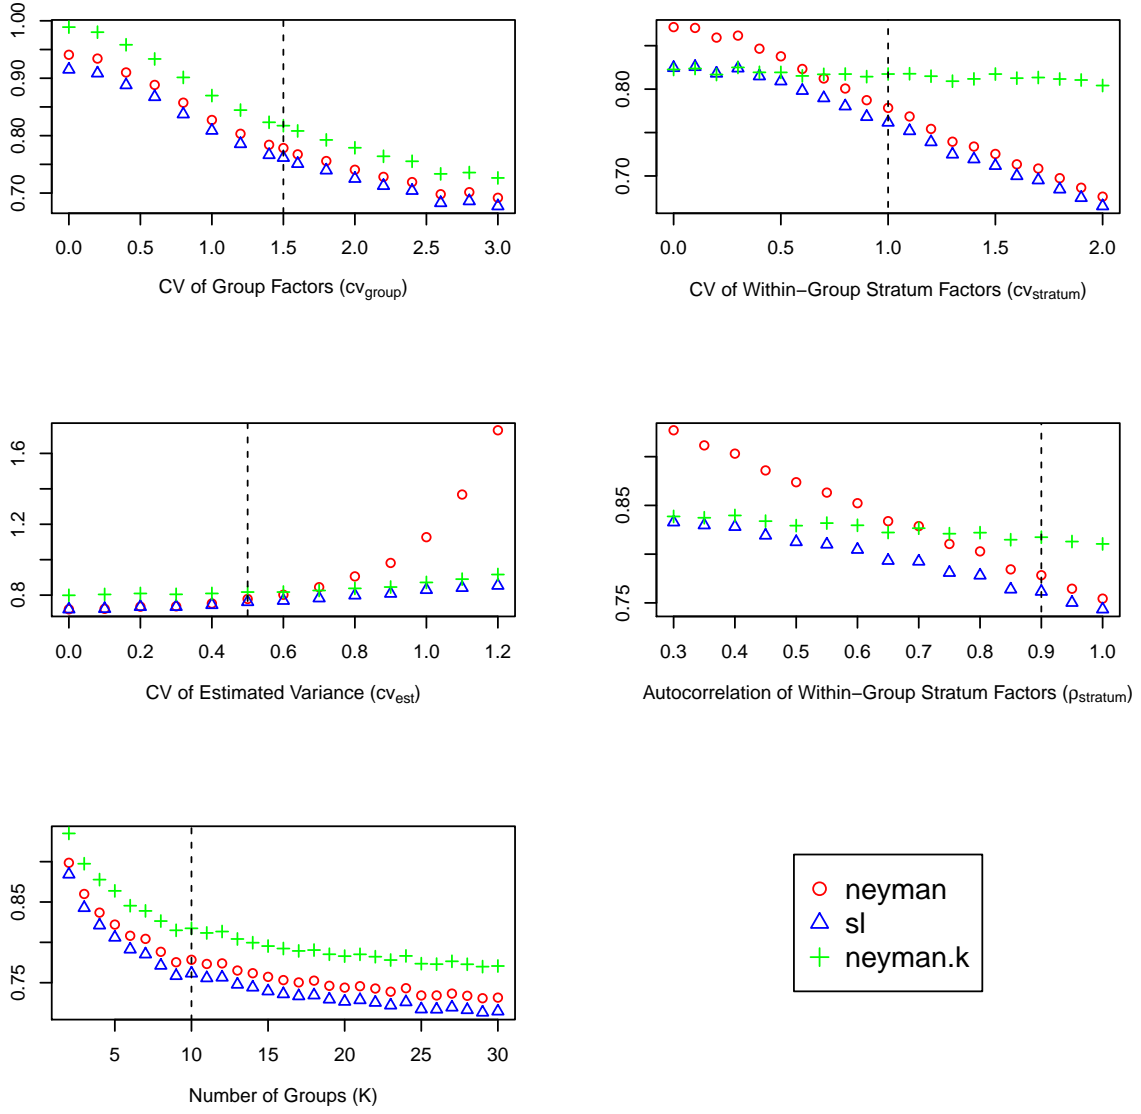 1.00
0.90
0.80
0.70
0.0 0.5 1.0 1.5 2.0 2.5 3.0
CV of Group Factors (cvgroup)
0.80
0.70
0.0 0.5 1.0 1.5 2.0
CV of Within−Group Stratum Factors (cvstratum)
1.6
1.2
0.8
0.0 0.2 0.4 0.6 0.8 1.0 1.2
CV of Estimated Variance (cvest)
0.85
0.75
0.3 0.4 0.5 0.6 0.7 0.8 0.9 1.0
Autocorrelation of Within−Group Stratum Factors (ρstratum)
0.85
0.75
5 10 15 20 25 30
Number of Groups (K)
neyman
sl
neyman.k